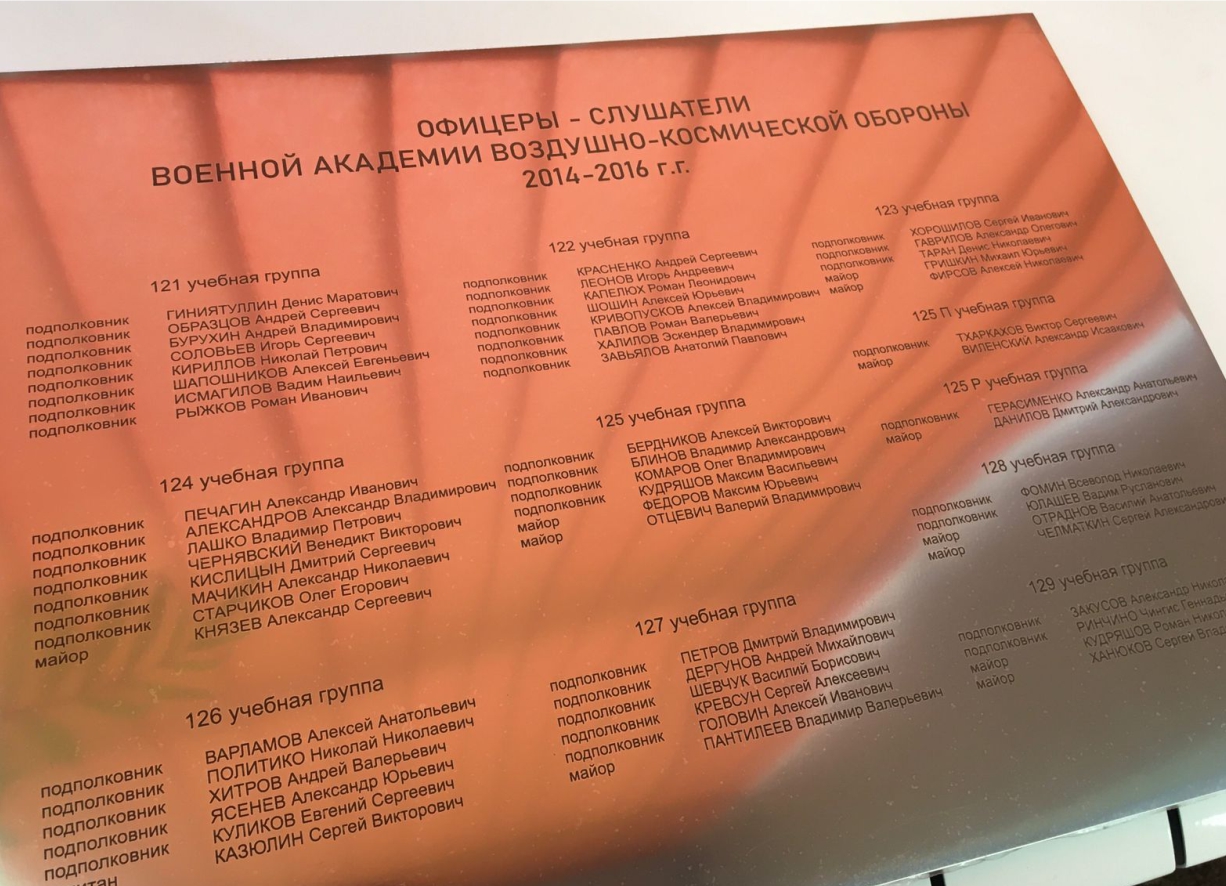 ОФИЦЕРЫ - СЛУШАТЕЛИ
ВОЕННОЙ АКАДЕМИИ ВОЗДУШНО-КОСМИЧЕСКОЙ ОБОРОНЫ
2014-2016 г.г.
121 учебная группа
подполковник ГИНИЯТУЛЛИН Денис Маратович
подполковник ОБРАЗЦОВ Андрей Сергеевич
подполковник БУРУХИН Андрей Владимирович
подполковник СОЛОВЬЕВ Игорь Сергеевич
подполковник КИРИЛЛОВ Николай Петрович
подполковник ШАПОШНИКОВ Алексей Евгеньевич
подполковник ИСМАГИЛОВ Вадим Наильевич
подполковник РЫЖКОВ Роман Иванович
122 учебная группа
подполковник КРАСНЕНКО Андрей Сергеевич
подполковник ЛЕОНОВ Игорь Андреевич
подполковник КАПЕЛЮХ Роман Леонидович
подполковник ШОШИН Алексей Юрьевич
подполковник КРИВОПУСКОВ Алексей Владимирович
подполковник ПАВЛОВ Роман Валерьевич
подполковник ХАЛИЛОВ Эскендер Владимирович
подполковник ЗАВЬЯЛОВ Анатолий Павлович
123 учебная группа
подполковник ХОРОШИЛОВ Сергей Иванович
подполковник ГАВРИЛОВ Александр Олегович
подполковник ТАРАН Денис Николаевич
майор ГРИШКИН Михаил Юрьевич
майор ФИРСОВ Алексей Николаевич
124 учебная группа
подполковник ПЕЧАГИН Александр Иванович
подполковник АЛЕКСАНДРОВ Александр Владимирович
подполковник ЛАШКО Владимир Петрович
подполковник ЧЕРНЯВСКИЙ Венедикт Викторович
подполковник КИСЛИЦЫН Дмитрий Сергеевич
подполковник МАЧИКИН Александр Николаевич
подполковник СТАРЧИКОВ Олег Егорович
майор КНЯЗЕВ Александр Сергеевич
125 учебная группа
подполковник БЕРДНИКОВ Алексей Викторович
подполковник БЛИНОВ Владимир Александрович
подполковник КОМАРОВ Олег Владимирович
подполковник КУДРЯШОВ Максим Васильевич
майор ФЕДОРОВ Максим Юрьевич
майор ОТЦЕВИЧ Валерий Владимирович
125 П учебная группа
подполковник ТХАРКАХОВ Виктор Сергеевич
майор ВИЛЕНСКИЙ Александр Исаакович
125 Р учебная группа
подполковник ГЕРАСИМЕНКО Александр Анатольевич
майор ДАНИЛОВ Дмитрий Александрович
126 учебная группа
подполковник ВАРЛАМОВ Алексей Анатольевич
подполковник ПОЛИТИКО Николай Николаевич
подполковник ХИТРОВ Андрей Валерьевич
подполковник ЯСЕНЕВ Александр Юрьевич
подполковник КУЛИКОВ Евгений Сергеевич
КАЗЮЛИН Сергей Викторович
127 учебная группа
подполковник ПЕТРОВ Дмитрий Владимирович
подполковник ДЕРГУНОВ Андрей Михайлович
подполковник ШЕВЧУК Василий Борисович
подполковник КРЕВСУН Сергей Алексеевич
подполковник ГОЛОВИН Алексей Иванович
майор ПАНТИЛЕЕВ Владимир Валерьевич
128 учебная группа
подполковник ФОМИН Всеволод Николаевич
подполковник ЮЛАШЕВ Вадим Русланович
майор ОТРАДНОВ Василий Анатольевич
майор ЧЕЛМАТКИН Сергей
129 учебная группа
подполковник ЗАКУСОВ Александр
подполковник РИНЧИНО Чингис
майор КУДРЯШОВ Роман
майор ХАНЮКОВ Сергей